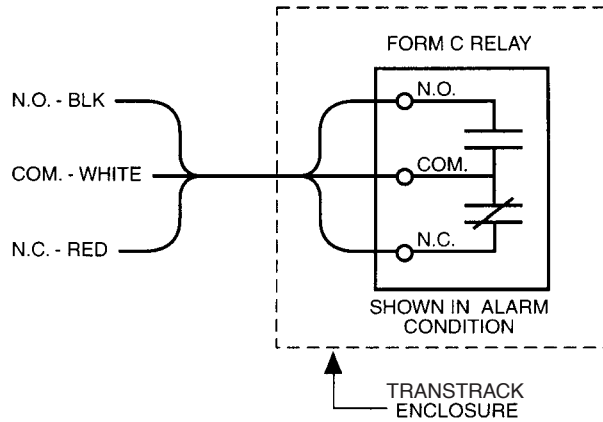 FORM C RELAY
N.O. - BLK
N.O.
COM. - WHITE
COM.
N.C. - RED
N.C.
SHOWN IN ALARM
CONDITION
TRANSTRACK
ENCLOSURE